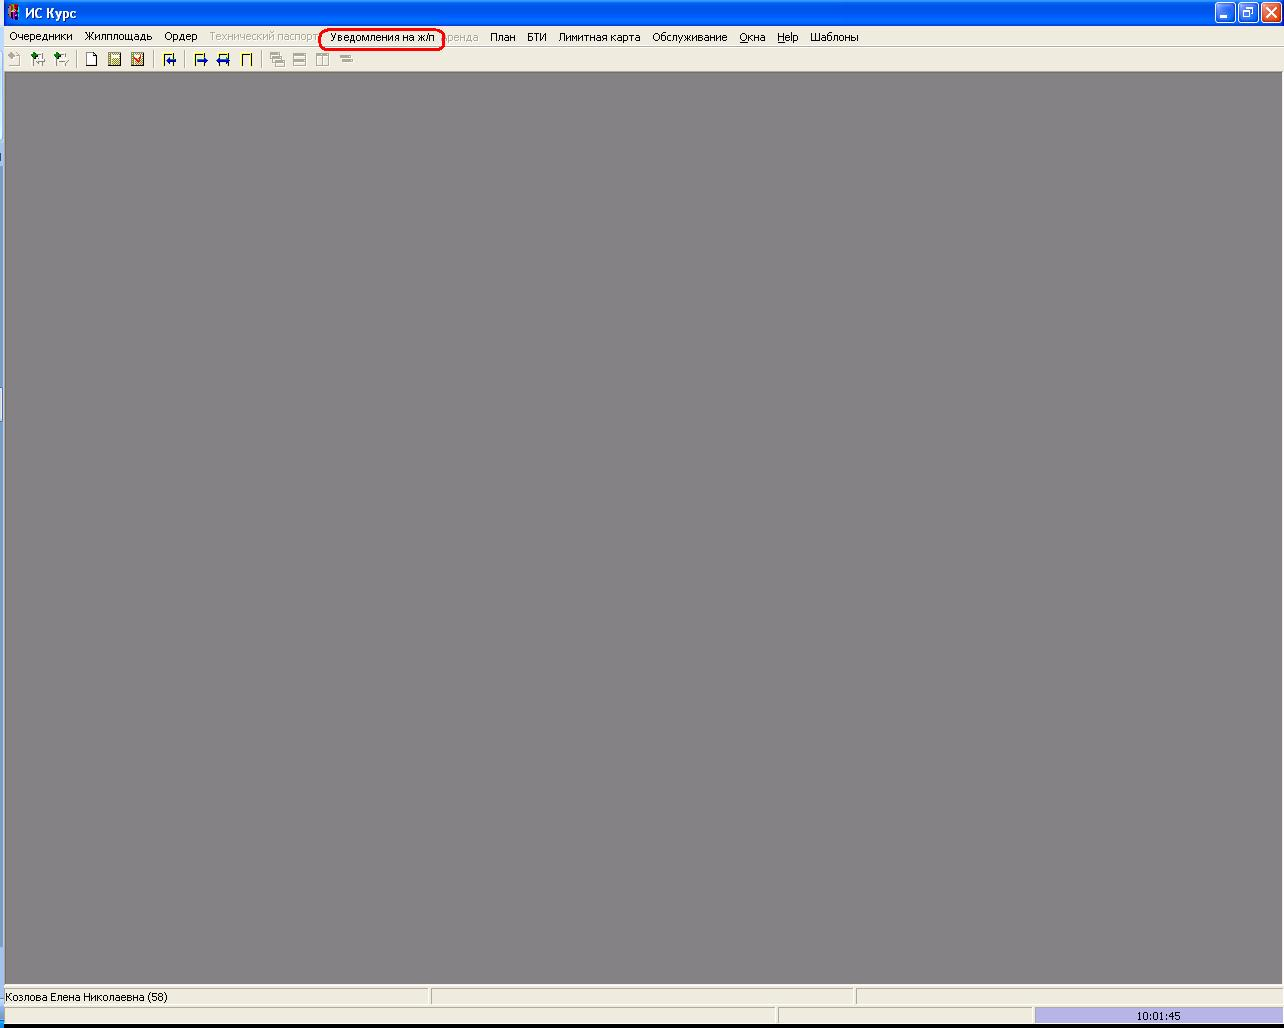 ИС Курс
Очередники Жилплощадь Ордер Технический паспорт Уведомления на ж/п ренда План БТИ Лимитная карта Обслуживание Окна Help Шаблоны
Козлова Елена Николаевна (58)
10:01:45